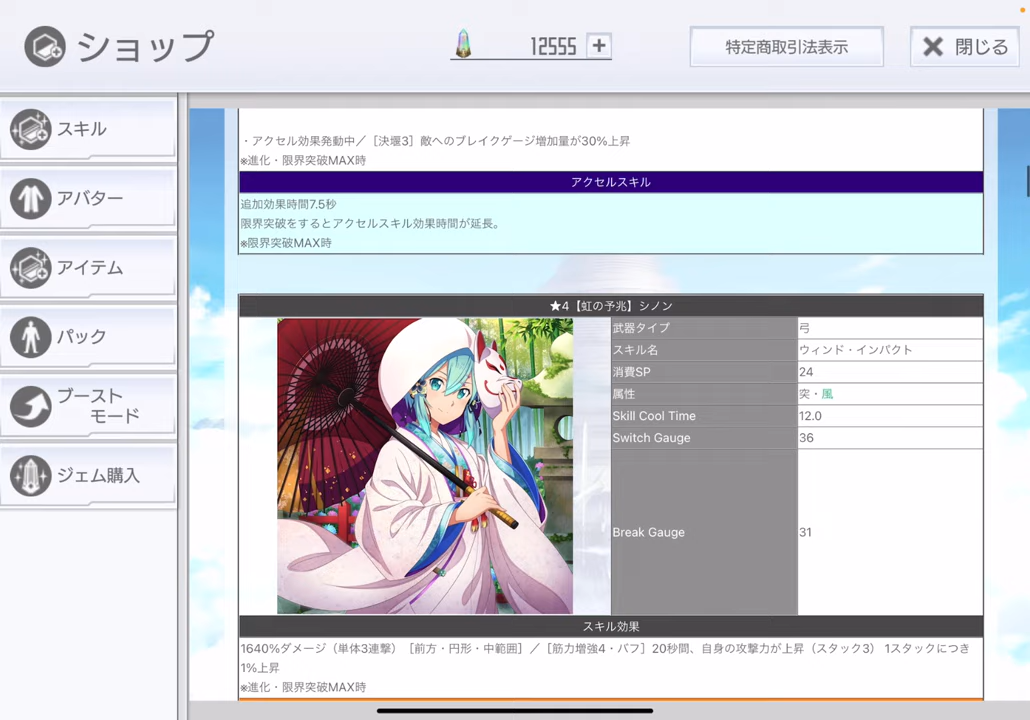 ショップ
12555
特定商取引法表示
閉じる
スキル
アバター
アイテム
パック
ブースト
モード
ジェム購入
・アクセル効果発動中／［決堰3］敵へのブレイクゲージ増加量が30%上昇
※進化・限界突破MAX時
アクセルスキル
追加効果時間7.5秒
限界突破をするとアクセルスキル効果時間が延長。
※限界突破MAX時
★4【虹の予兆】シノン
武器タイプ 弓
スキル名 ウィンド・インパクト
消費SP 24
属性 突・風
Skill Cool Time 12.0
Switch Gauge 36
Break Gauge 31
スキル効果
1640%ダメージ（単体3連撃）［前方・円形・中範囲］／［筋力増強4・バフ］20秒間、自身の攻撃力が上昇（スタック3） 1スタックにつき
1%上昇
※進化・限界突破MAX時